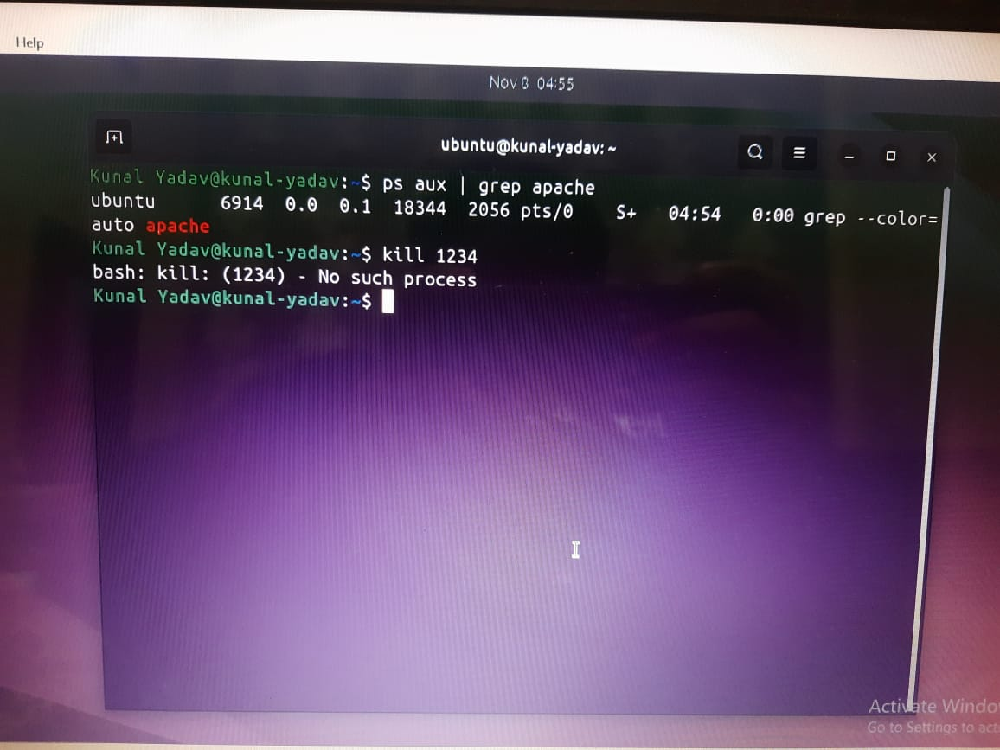 Help
Nov 8 04:55
ubuntu@kunal-yadav: ~
Kunal Yadav@kunal-yadav:~$ ps aux | grep apache
ubuntu 6914 0.0 0.1 18344 2056 pts/0 S+ 04:54 0:00 grep --color=
auto apache
Kunal Yadav@kunal-yadav:~$ kill 1234
bash: kill: (1234) - No such process
Kunal Yadav@kunal-yadav:~$
Activate Windo
Go to Settings to act